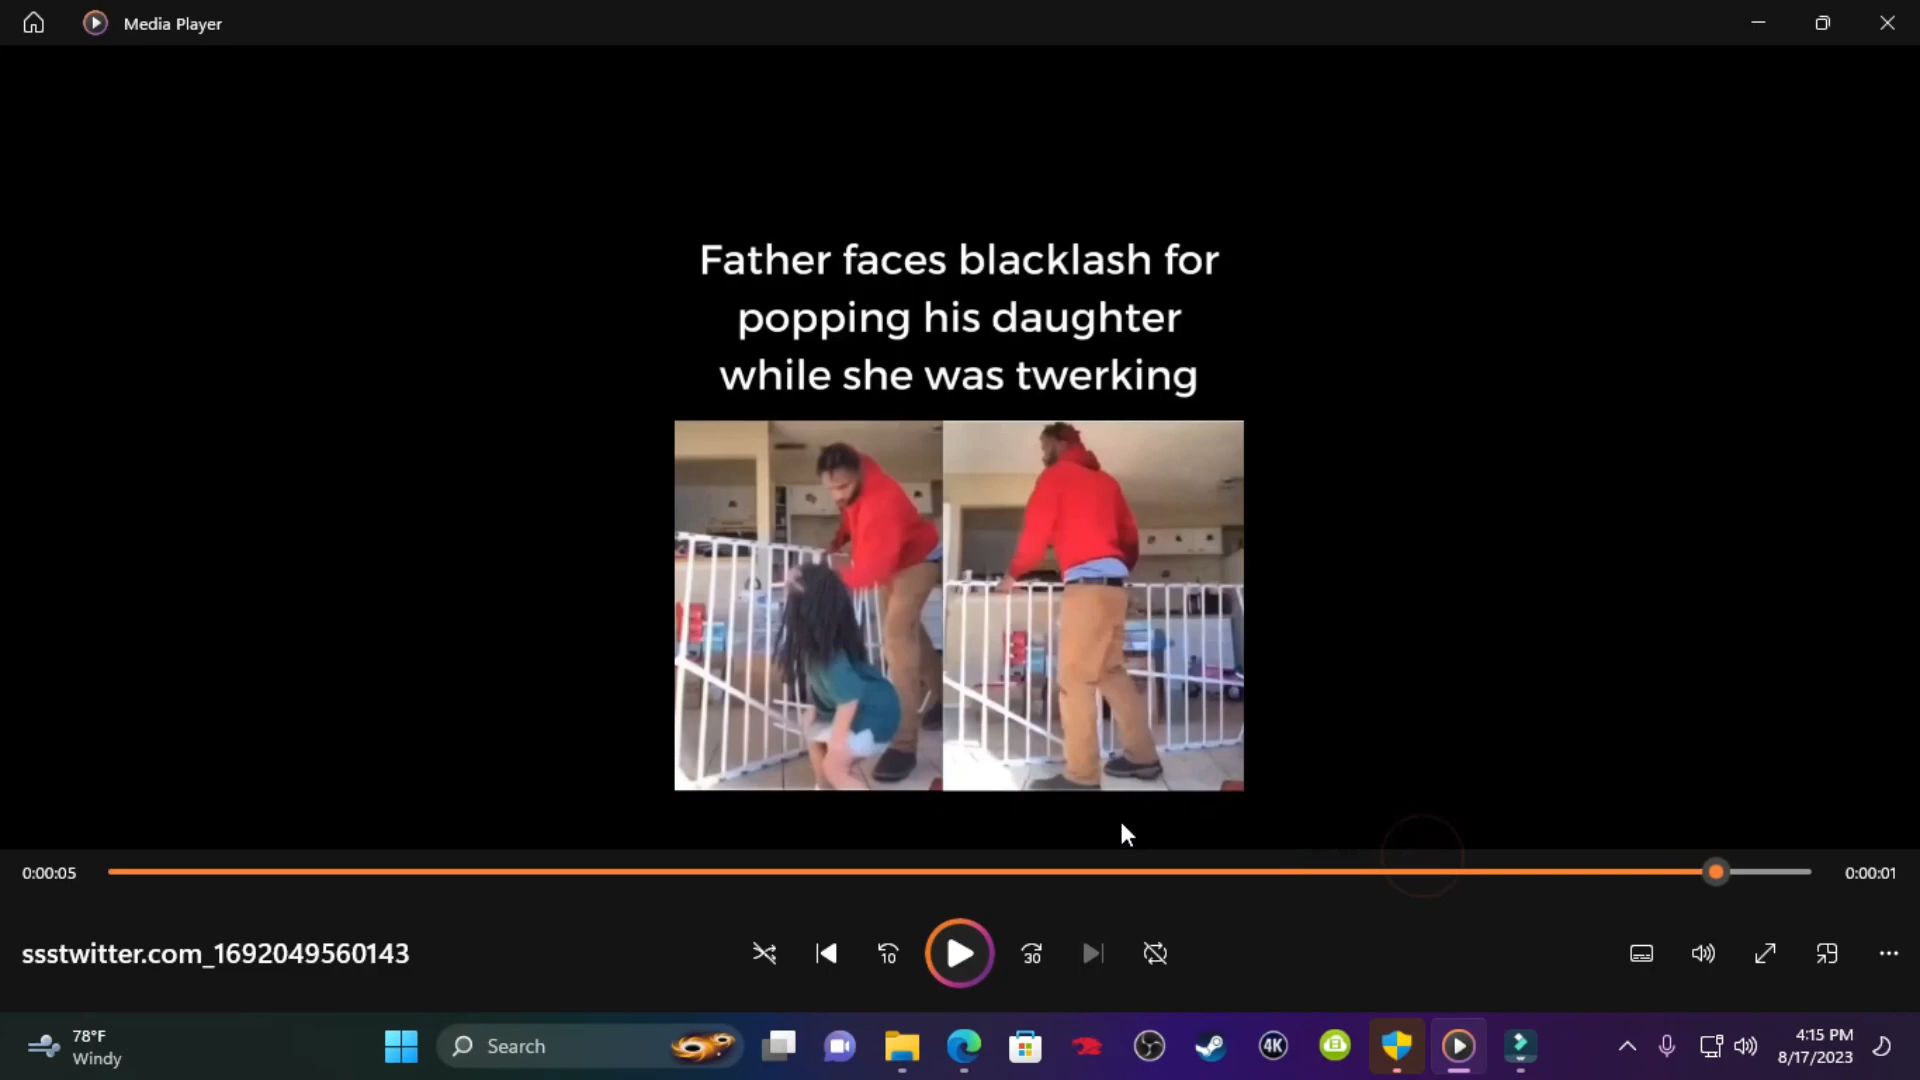 Media Player
Father faces blacklash for
popping his daughter
while she was twerking
0:00:05
0:00:01
ssstwitter.com_1692049560143
10
30
78°F
Windy
Search
4K
4:15 PM
8/17/2023